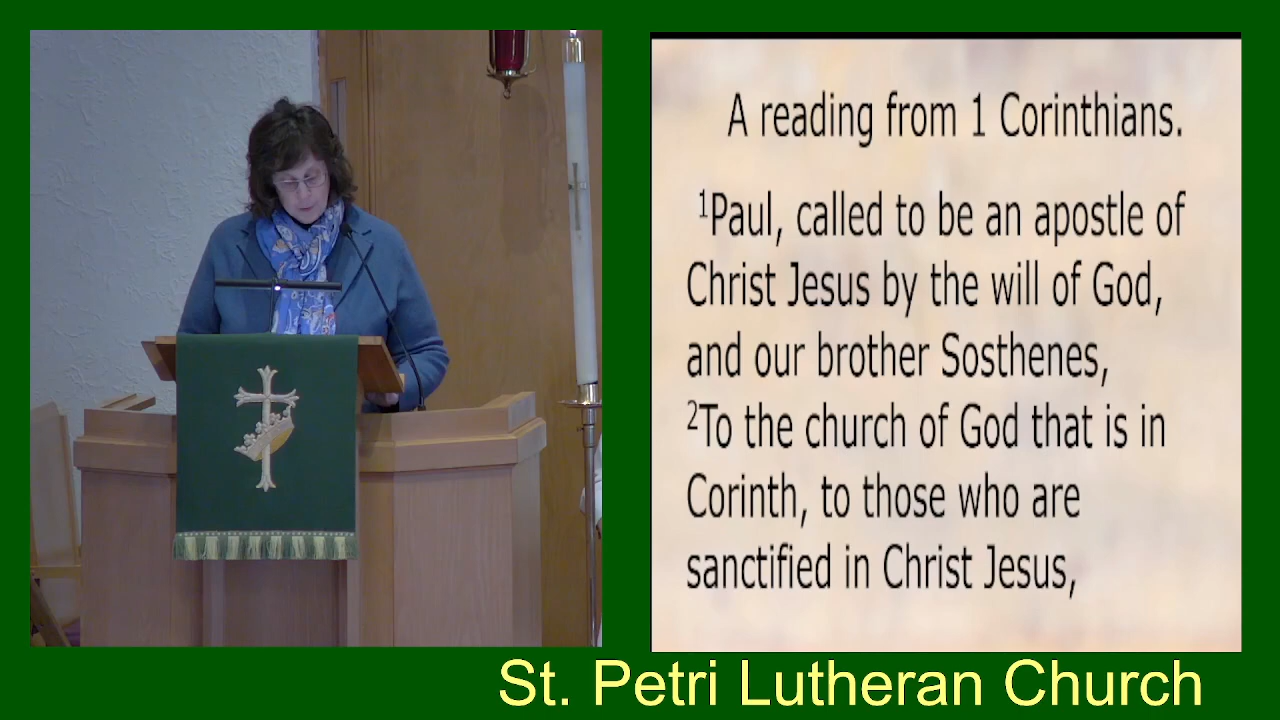 A reading from 1 Corinthians.
¹Paul, called to be an apostle of
Christ Jesus by the will of God,
and our brother Sosthenes,
²To the church of God that is in
Corinth, to those who are
sanctified in Christ Jesus,
St. Petri Lutheran Church